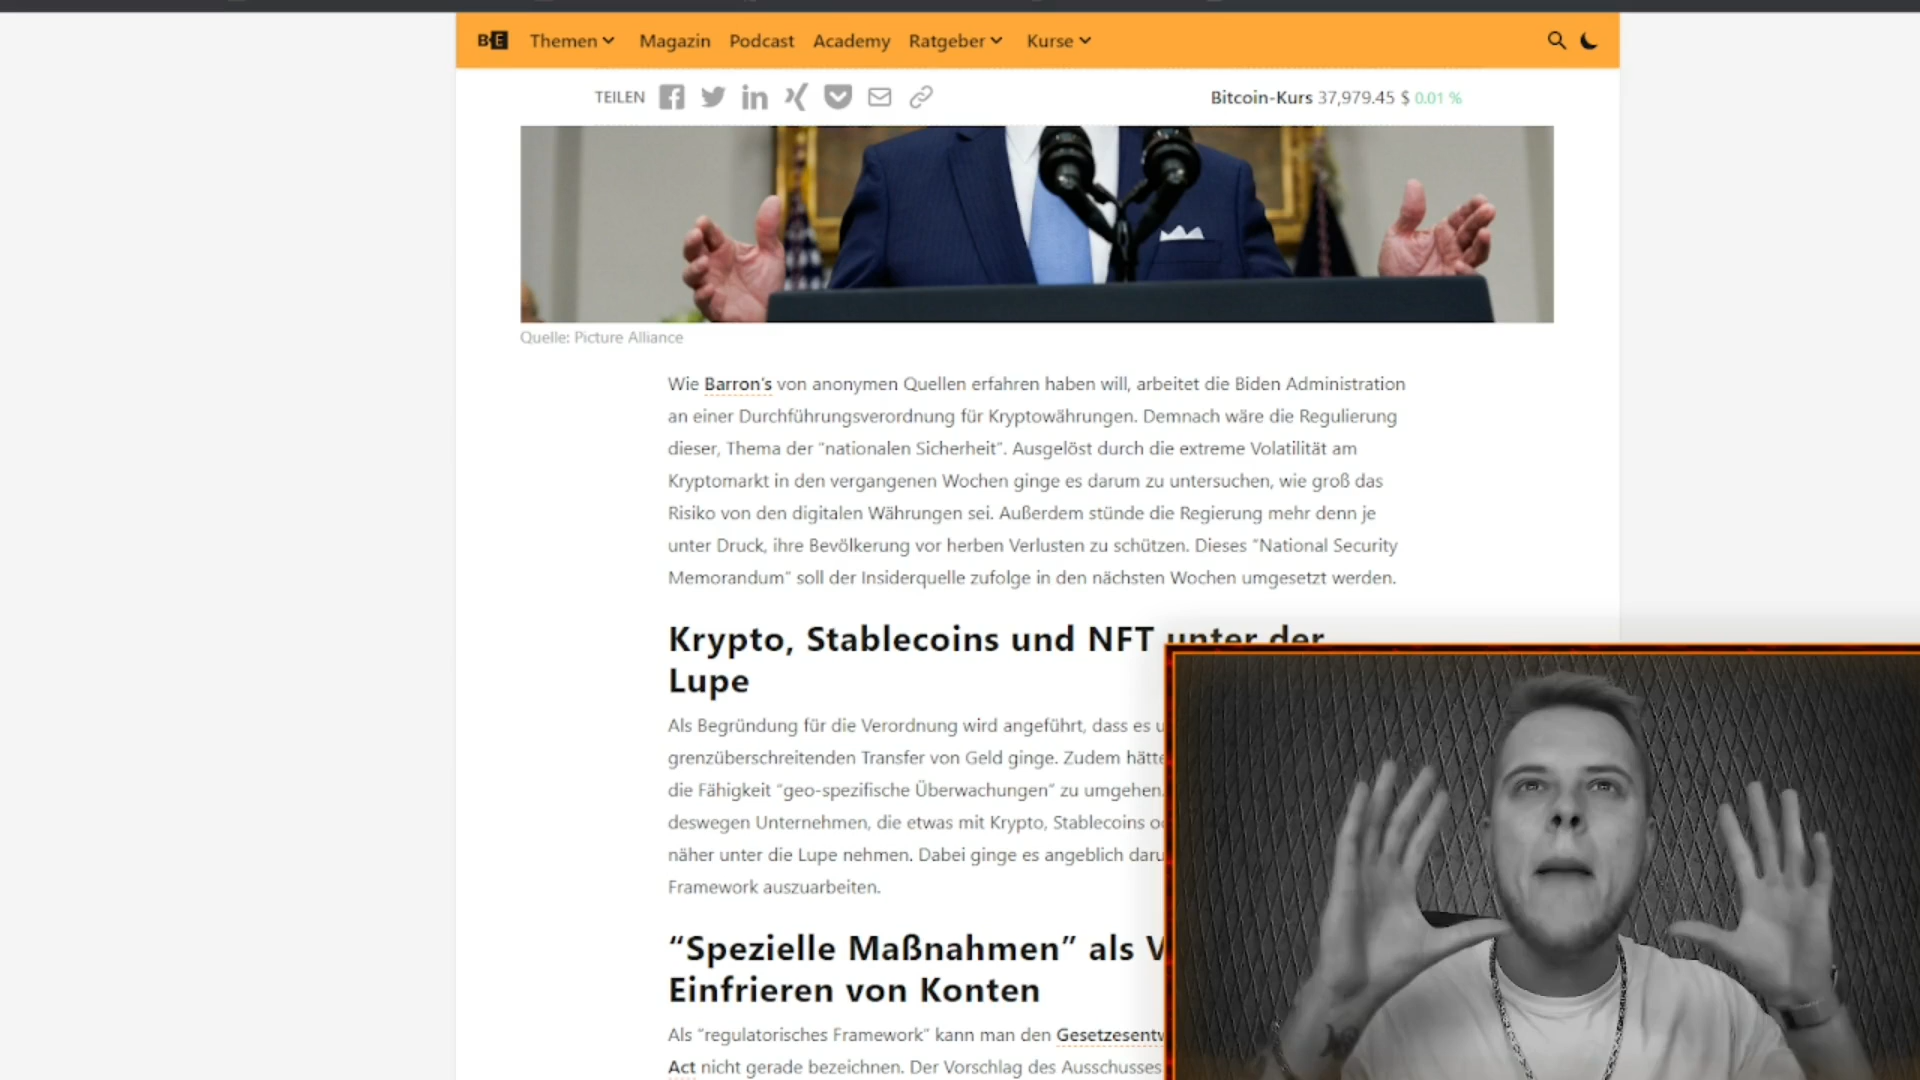 BE Themen Magazin Podcast Academy Ratgeber Kurse
TEILEN Bitcoin-Kurs 37,979.45 $ 0.01 %
Quelle: Picture Alliance
Wie Barron's von anonymen Quellen erfahren haben will, arbeitet die Biden Administration
an einer Durchführungsverordnung für Kryptowährungen. Demnach wäre die Regulierung
dieser, Thema der “nationalen Sicherheit”. Ausgelöst durch die extreme Volatilität am
Kryptomarkt in den vergangenen Wochen ginge es darum zu untersuchen, wie groß das
Risiko von den digitalen Währungen sei. Außerdem stünde die Regierung mehr denn je
unter Druck, ihre Bevölkerung vor herben Verlusten zu schützen. Dieses “National Security
Memorandum” soll der Insiderquelle zufolge in den nächsten Wochen umgesetzt werden.
Krypto, Stablecoins und NFT unter der
Lupe
Als Begründung für die Verordnung wird angeführt, dass es
grenzüberschreitenden Transfer von Geld ginge. Zudem hätte
die Fähigkeit “geo-spezifische Überwachungen” zu umgehen.
deswegen Unternehmen, die etwas mit Krypto, Stablecoins
näher unter die Lupe nehmen. Dabei ginge es angeblich
Framework auszuarbeiten.
“Spezielle Maßnahmen” als
Einfrieren von Konten
Als “regulatorisches Framework” kann man den
Act nicht gerade bezeichnen. Der Vorschlag des Ausschusses